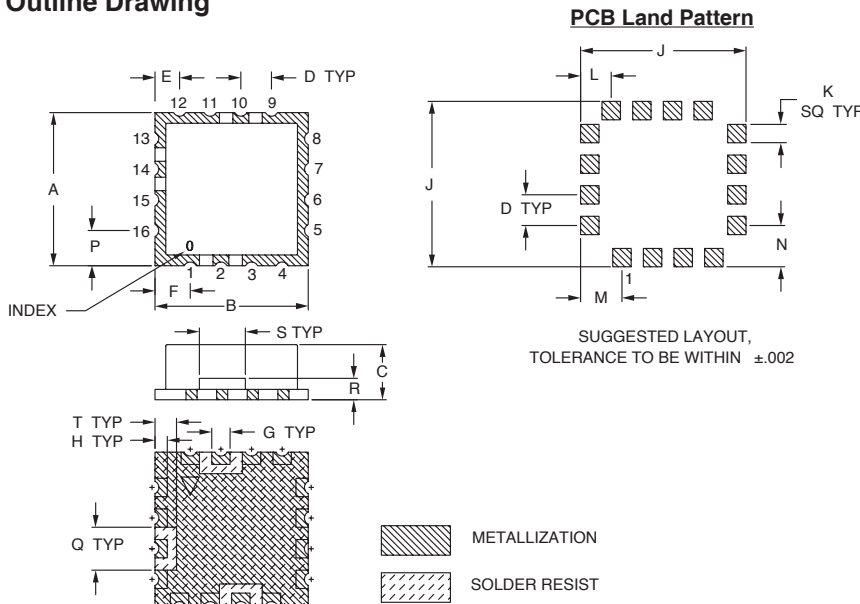 Outline Drawing
PCB Land Pattern
E
D TYP
12 11 10 9
13
14
15
16
8
7
6
5
A
P
0
1 2 3 4
INDEX
F
B
S TYP
C
R
T TYP
H TYP
G TYP
Q TYP
J
L
K
SQ TYP
J
D TYP
N
M
1
SUGGESTED LAYOUT,
TOLERANCE TO BE WITHIN ±.002
METALLIZATION
SOLDER RESIST